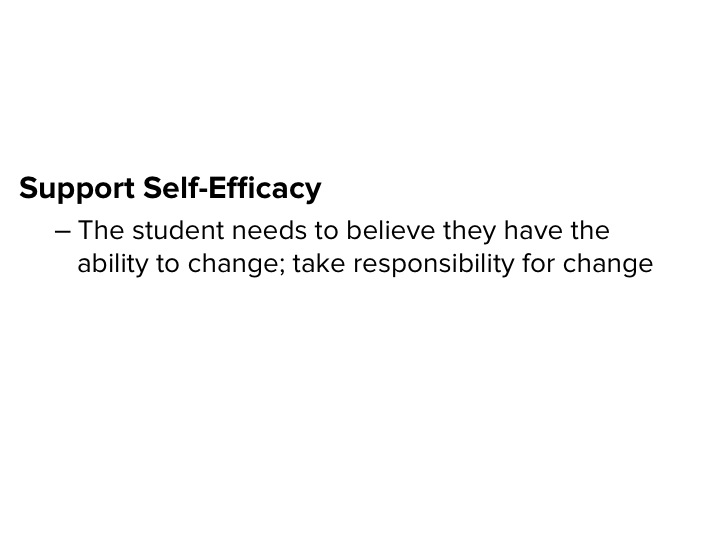 Support Self-Efficacy
– The student needs to believe they have the
ability to change; take responsibility for change